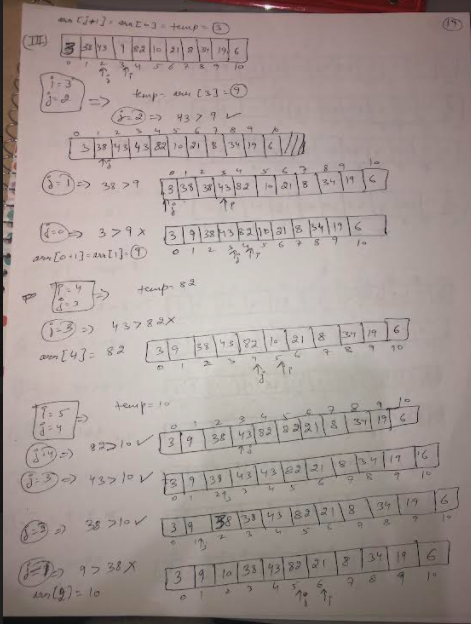 arr [j+1] = arr[4] = temp = 3
19
III
3 38 43 9 82 10 21 8 34 19 6
0 1 2 3 4 5 6 7 8 9 10
j i
i = 3
j = 2
=> temp = arr [3] = 9
j=2 => 43 > 9 ✓
0 1 2 3 4 5 6 7 8 9 10
3 38 43 43 82 10 21 8 34 19 6
j
j=1 => 38 > 9
0 1 2 3 4 5 6 7 8 9 10
3 38 38 43 82 10 21 8 34 19 6
j i
j=0 => 3 > 9 ×
3 9 38 43 82 10 21 8 34 19 6
0 1 2 3 4 5 6 7 8 9 10
j i
arr [0+1] = arr[1] = 9
i = 4
j = 3
=> temp = 82
j=3 => 43 > 82 ×
arr [4] = 82
3 9 38 43 82 10 21 8 34 19 6
0 1 2 3 4 5 6 7 8 9 10
j i
i = 5
j = 4
=> temp = 10
0 1 2 3 4 5 6 7 8 9 10
j=4 => 82 > 10 ✓
3 9 38 43 82 82 21 8 34 19 6
j
j=3 => 43 > 10 ✓
3 9 38 43 43 82 21 8 34 19 6
0 1 2 3 4 5 6 7 8 9 10
j
=> 38 > 10 ✓
3 9 38 38 43 82 21 8 34 19 6
0 1 2 3 4 5 6 7 8 9 10
j
j=1 => 9 > 38 ×
arr [2] = 10
3 9 10 38 43 82 21 8 34 19 6
0 1 2 3 4 5 6 7 8 9 10
j i